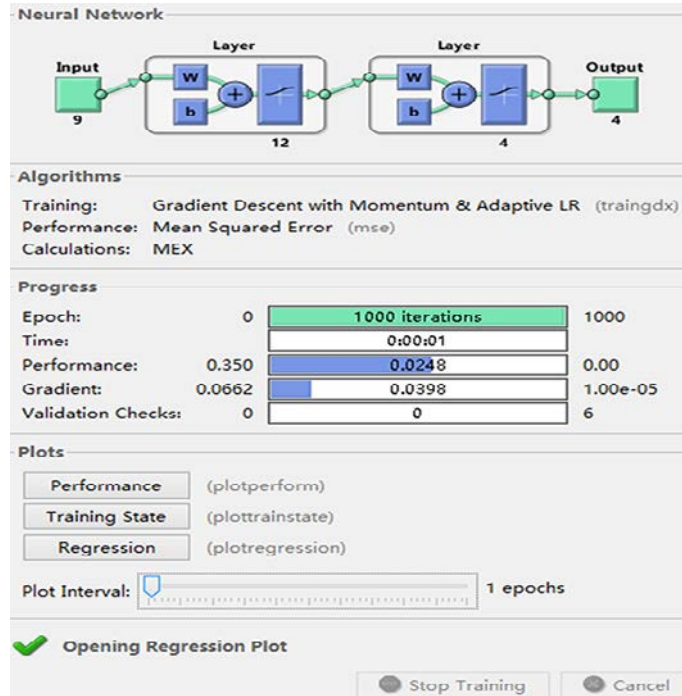 Neural Network
Layer Layer
Input Output
W W
b b
+ +
9 4
12 4
Algorithms
Training: Gradient Descent with Momentum & Adaptive LR (traingdx)
Performance: Mean Squared Error (mse)
Calculations: MEX
Progress
Epoch: 0 1000 iterations 1000
Time: 0:00:01
Performance: 0.350 0.0248 0.00
Gradient: 0.0662 0.0398 1.00e-05
Validation Checks: 0 0 6
Plots
Performance (plotperform)
Training State (plottrainstate)
Regression (plotregression)
Plot Interval: 1 epochs
Opening Regression Plot
Stop Training Cancel